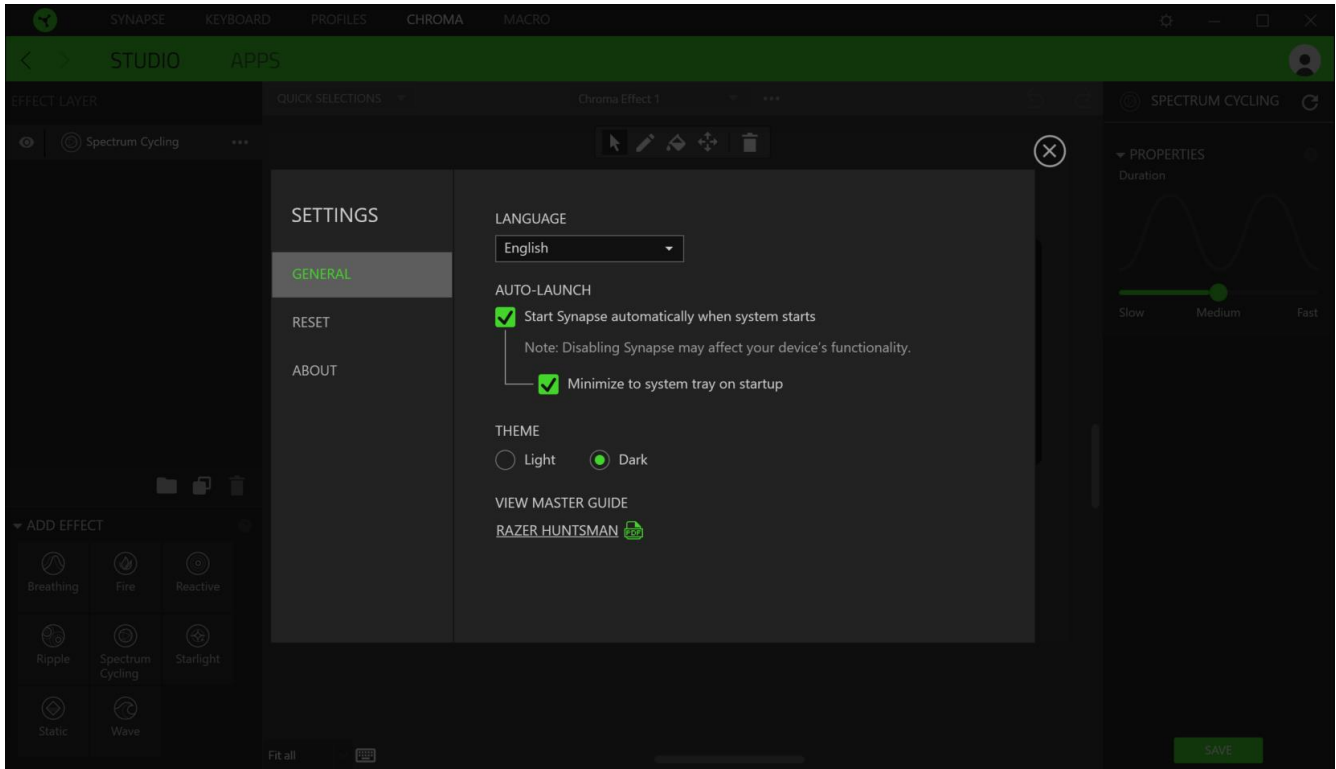 SYNAPSE KEYBOARD PROFILES CHROMA MACRO
STUDIO APPS
EFFECT LAYER
Spectrum Cycling
QUICK SELECTIONS
Chroma Effect 1
SETTINGS
GENERAL
RESET
ABOUT
LANGUAGE
English
AUTO-LAUNCH
Start Synapse automatically when system starts
Note: Disabling Synapse may affect your device's functionality.
Minimize to system tray on startup
THEME
Light Dark
VIEW MASTER GUIDE
RAZER HUNTSMAN PDF
SPECTRUM CYCLING
PROPERTIES
Duration
Slow Medium Fast
ADD EFFECT
Breathing Fire Reactive
Ripple Spectrum Cycling Starlight
Static Wave
Fit all
SAVE